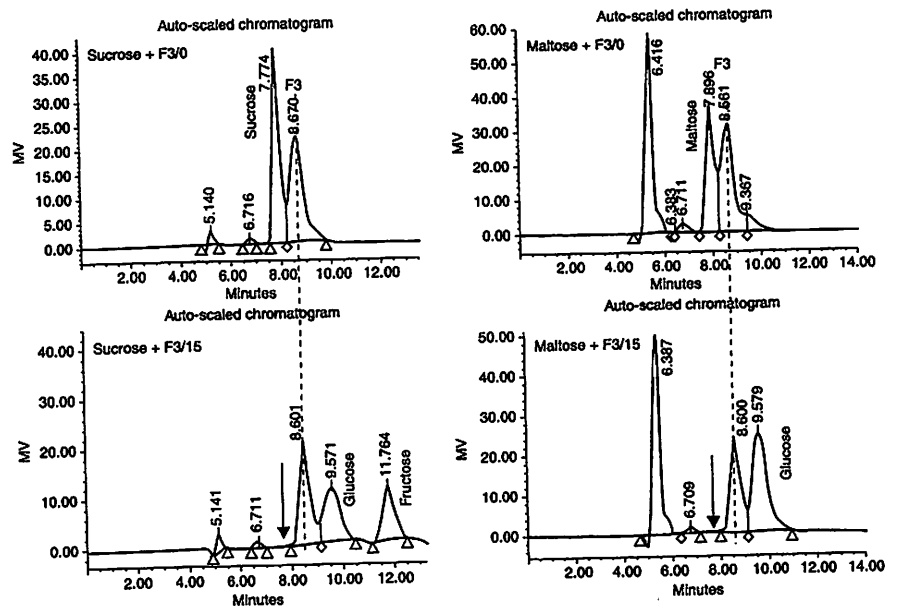 Auto-scaled chromatogram
Sucrose + F3/0
MV
40.00
35.00
30.00
25.00
20.00
15.00
10.00
5.00
0.00
5.140
6.716
Sucrose
7.774
8.670
F3
2.00 4.00 6.00 8.00 10.00 12.00
Minutes
Auto-scaled chromatogram
Maltose + F3/0
MV
60.00
50.00
40.00
30.00
20.00
10.00
0.00
6.416
6.383
6.711
Maltose
7.896
F3
8.661
9.367
2.00 4.00 6.00 8.00 10.00 12.00 14.00
Minutes
Auto-scaled chromatogram
Sucrose + F3/15
MV
40.00
30.00
20.00
10.00
0.00
5.141
6.711
8.601
9.571
Glucose
11.764
Fructose
2.00 4.00 6.00 8.00 10.00 12.00
Minutes
Auto-scaled chromatogram
Maltose + F3/15
MV
50.00
40.00
30.00
20.00
10.00
0.00
6.387
6.709
8.600
9.579
Glucose
2.00 4.00 6.00 8.00 10.00 12.00 14.00
Minutes